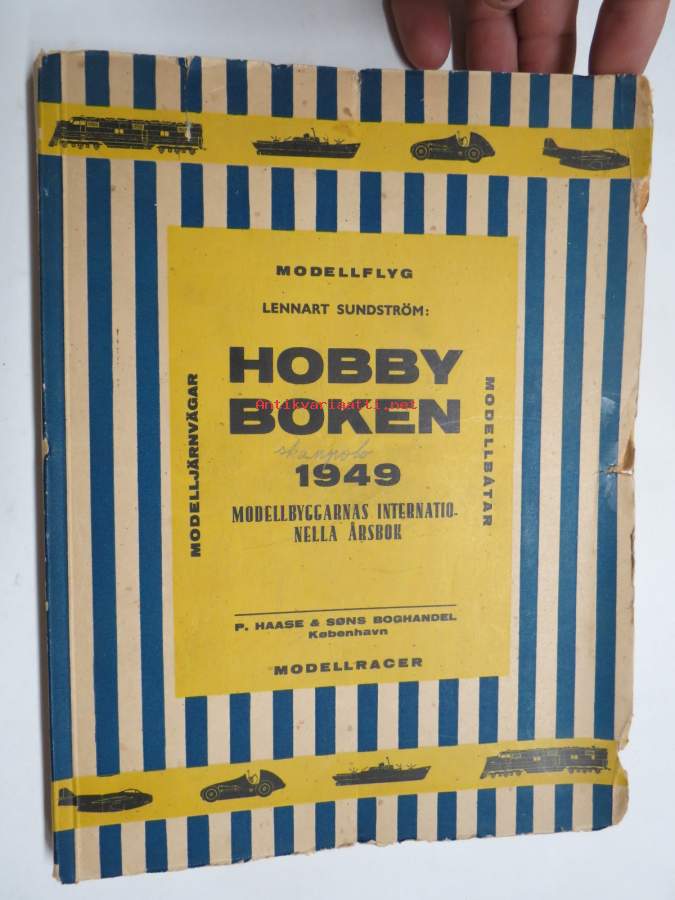 MODELLFLYG
LENNART SUNDSTRÖM:
HOBBY
BOKEN
Antikvariaatti.net
1949
MODELLBYGGARNAS INTERNATIO-
NELLA ÅRSBOK
MODELLJÄRNVÄGAR
MODELLBÅTAR
P. HAASE & SØNS BOGHANDEL
København
MODELLRACER